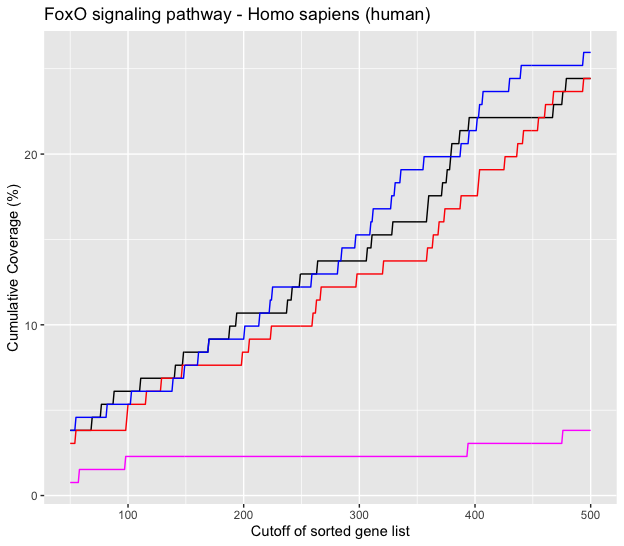 FoxO signaling pathway - Homo sapiens (human)
Cumulative Coverage (%)
20
10
0
100 200 300 400 500
Cutoff of sorted gene list